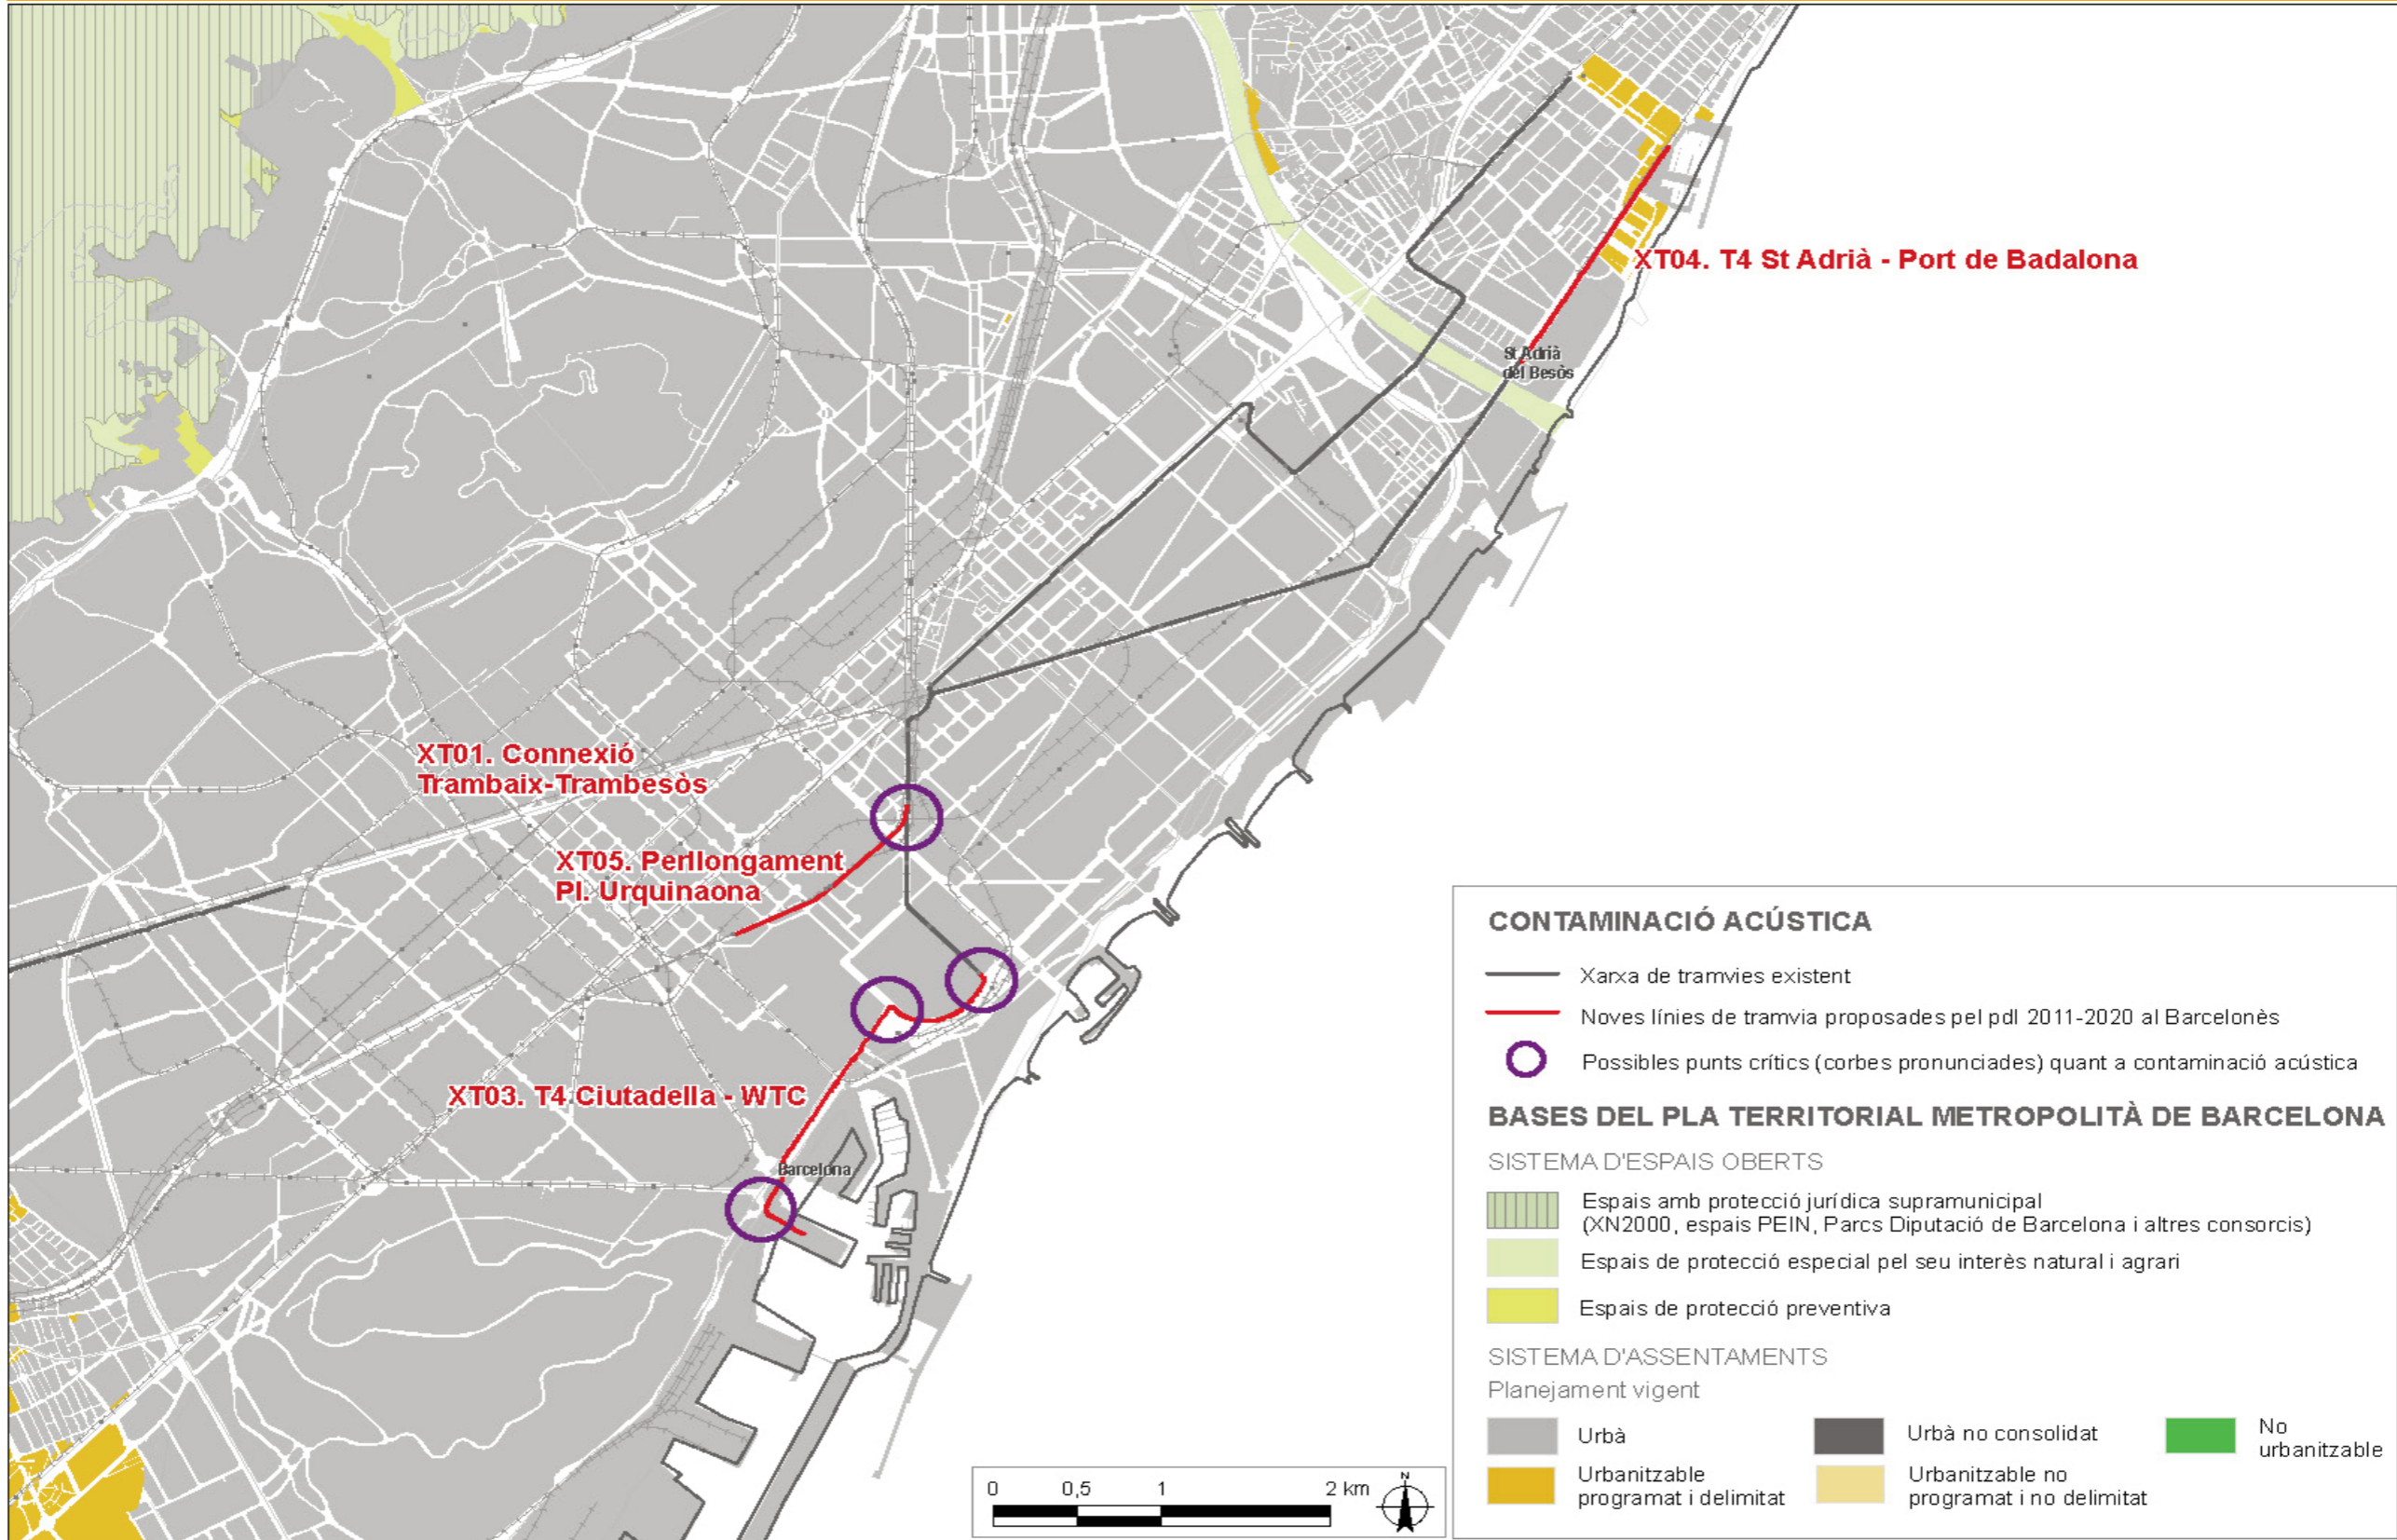 XT04. T4 St Adrià - Port de Badalona
St Adrià
del Besòs
XT01. Connexió
Trambaix-Trambesòs
XT05. Perllongament
Pl. Urquinaona
XT03. T4 Ciutadella - WTC
Barcelona
CONTAMINACIÓ ACÚSTICA
Xarxa de tramvies existent
Noves línies de tramvia proposades pel pdI 2011-2020 al Barcelonès
Possibles punts crítics (corbes pronunciades) quant a contaminació acústica
BASES DEL PLA TERRITORIAL METROPOLITÀ DE BARCELONA
SISTEMA D'ESPAIS OBERTS
Espais amb protecció jurídica supramunicipal
(XN2000, espais PEIN, Parcs Diputació de Barcelona i altres consorcis)
Espais de protecció especial pel seu interès natural i agrari
Espais de protecció preventiva
SISTEMA D'ASSENTAMENTS
Planejament vigent
Urbà
Urbà no consolidat
No
urbanitzable
Urbanitzable
programat i delimitat
Urbanitzable no
programat i no delimitat
0 0,5 1 2 km
N